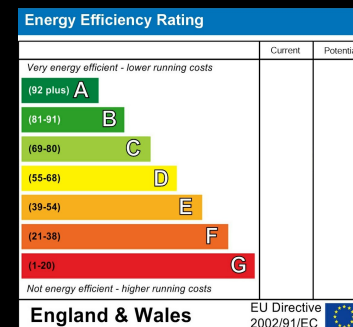 Energy Efficiency Rating
Current Potentia
Very energy efficient - lower running costs
(92 plus) A
(81-91) B
(69-80) C
(55-68) D
(39-54) E
(21-38) F
(1-20) G
Not energy efficient - higher running costs
England & Wales
EU Directive
2002/91/EC